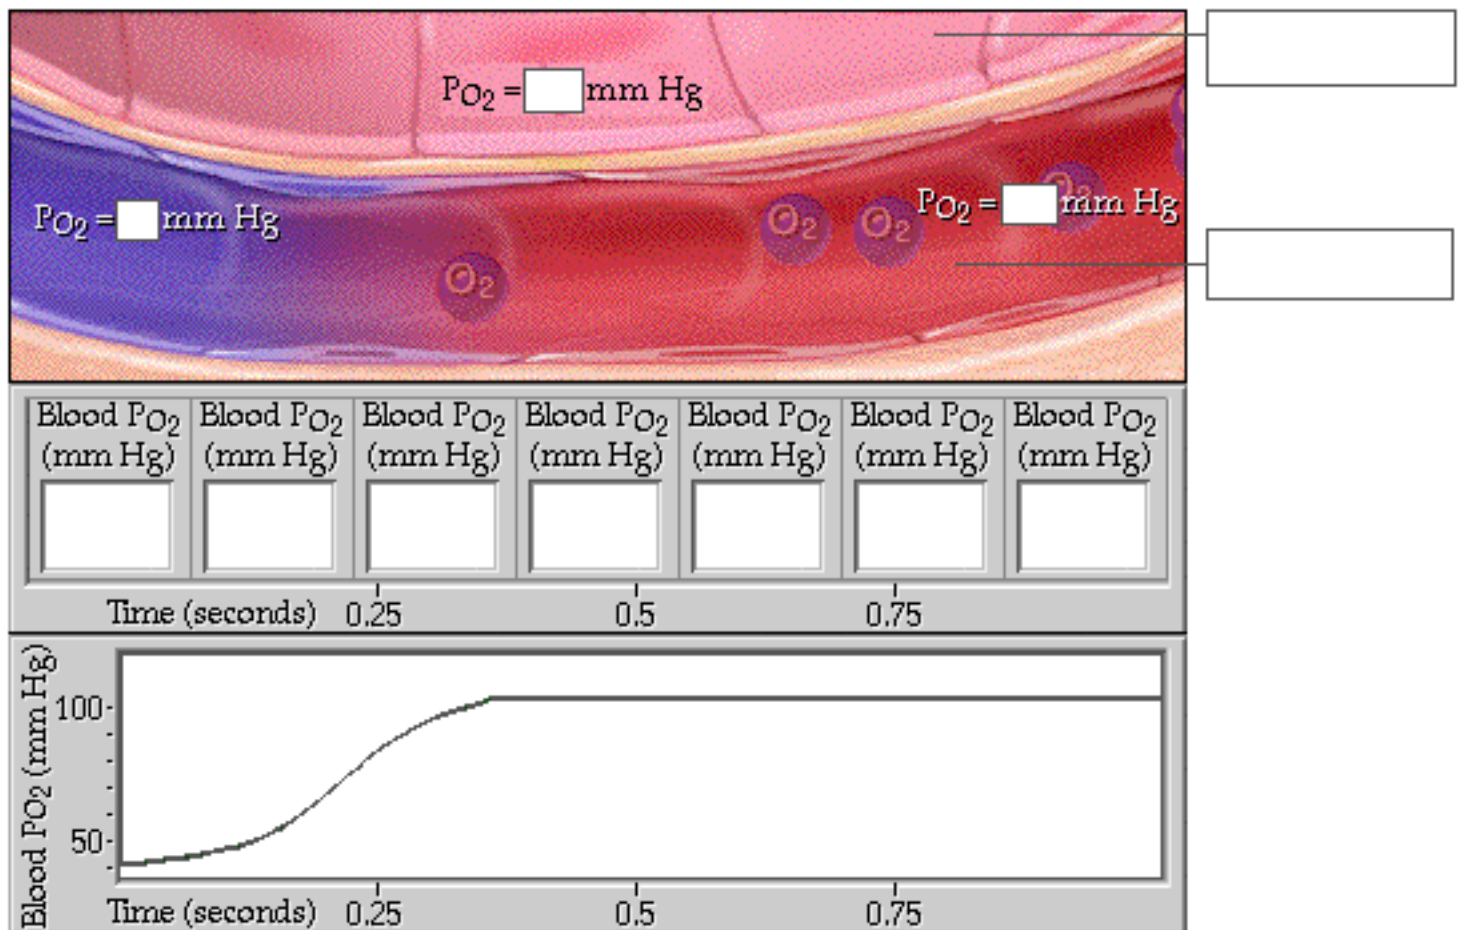 PO2 = mm Hg
PO2 = mm Hg
PO2 = mm Hg
O2
O2
O2
O2
Blood PO2 (mm Hg)
Blood PO2 (mm Hg)
Blood PO2 (mm Hg)
Blood PO2 (mm Hg)
Blood PO2 (mm Hg)
Blood PO2 (mm Hg)
Blood PO2 (mm Hg)
Time (seconds) 0.25 0.5 0.75
Blood PO2 (mm Hg)
100
50
Time (seconds) 0.25 0.5 0.75